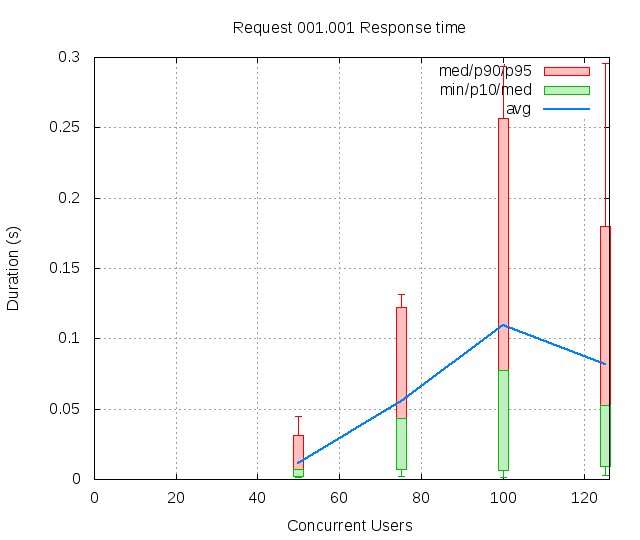 Request 001.001 Response time
0.3
0.25
0.2
0.15
0.1
0.05
0
Duration (s)
med/p90/p95
min/p10/med
avg
0 20 40 60 80 100 120
Concurrent Users